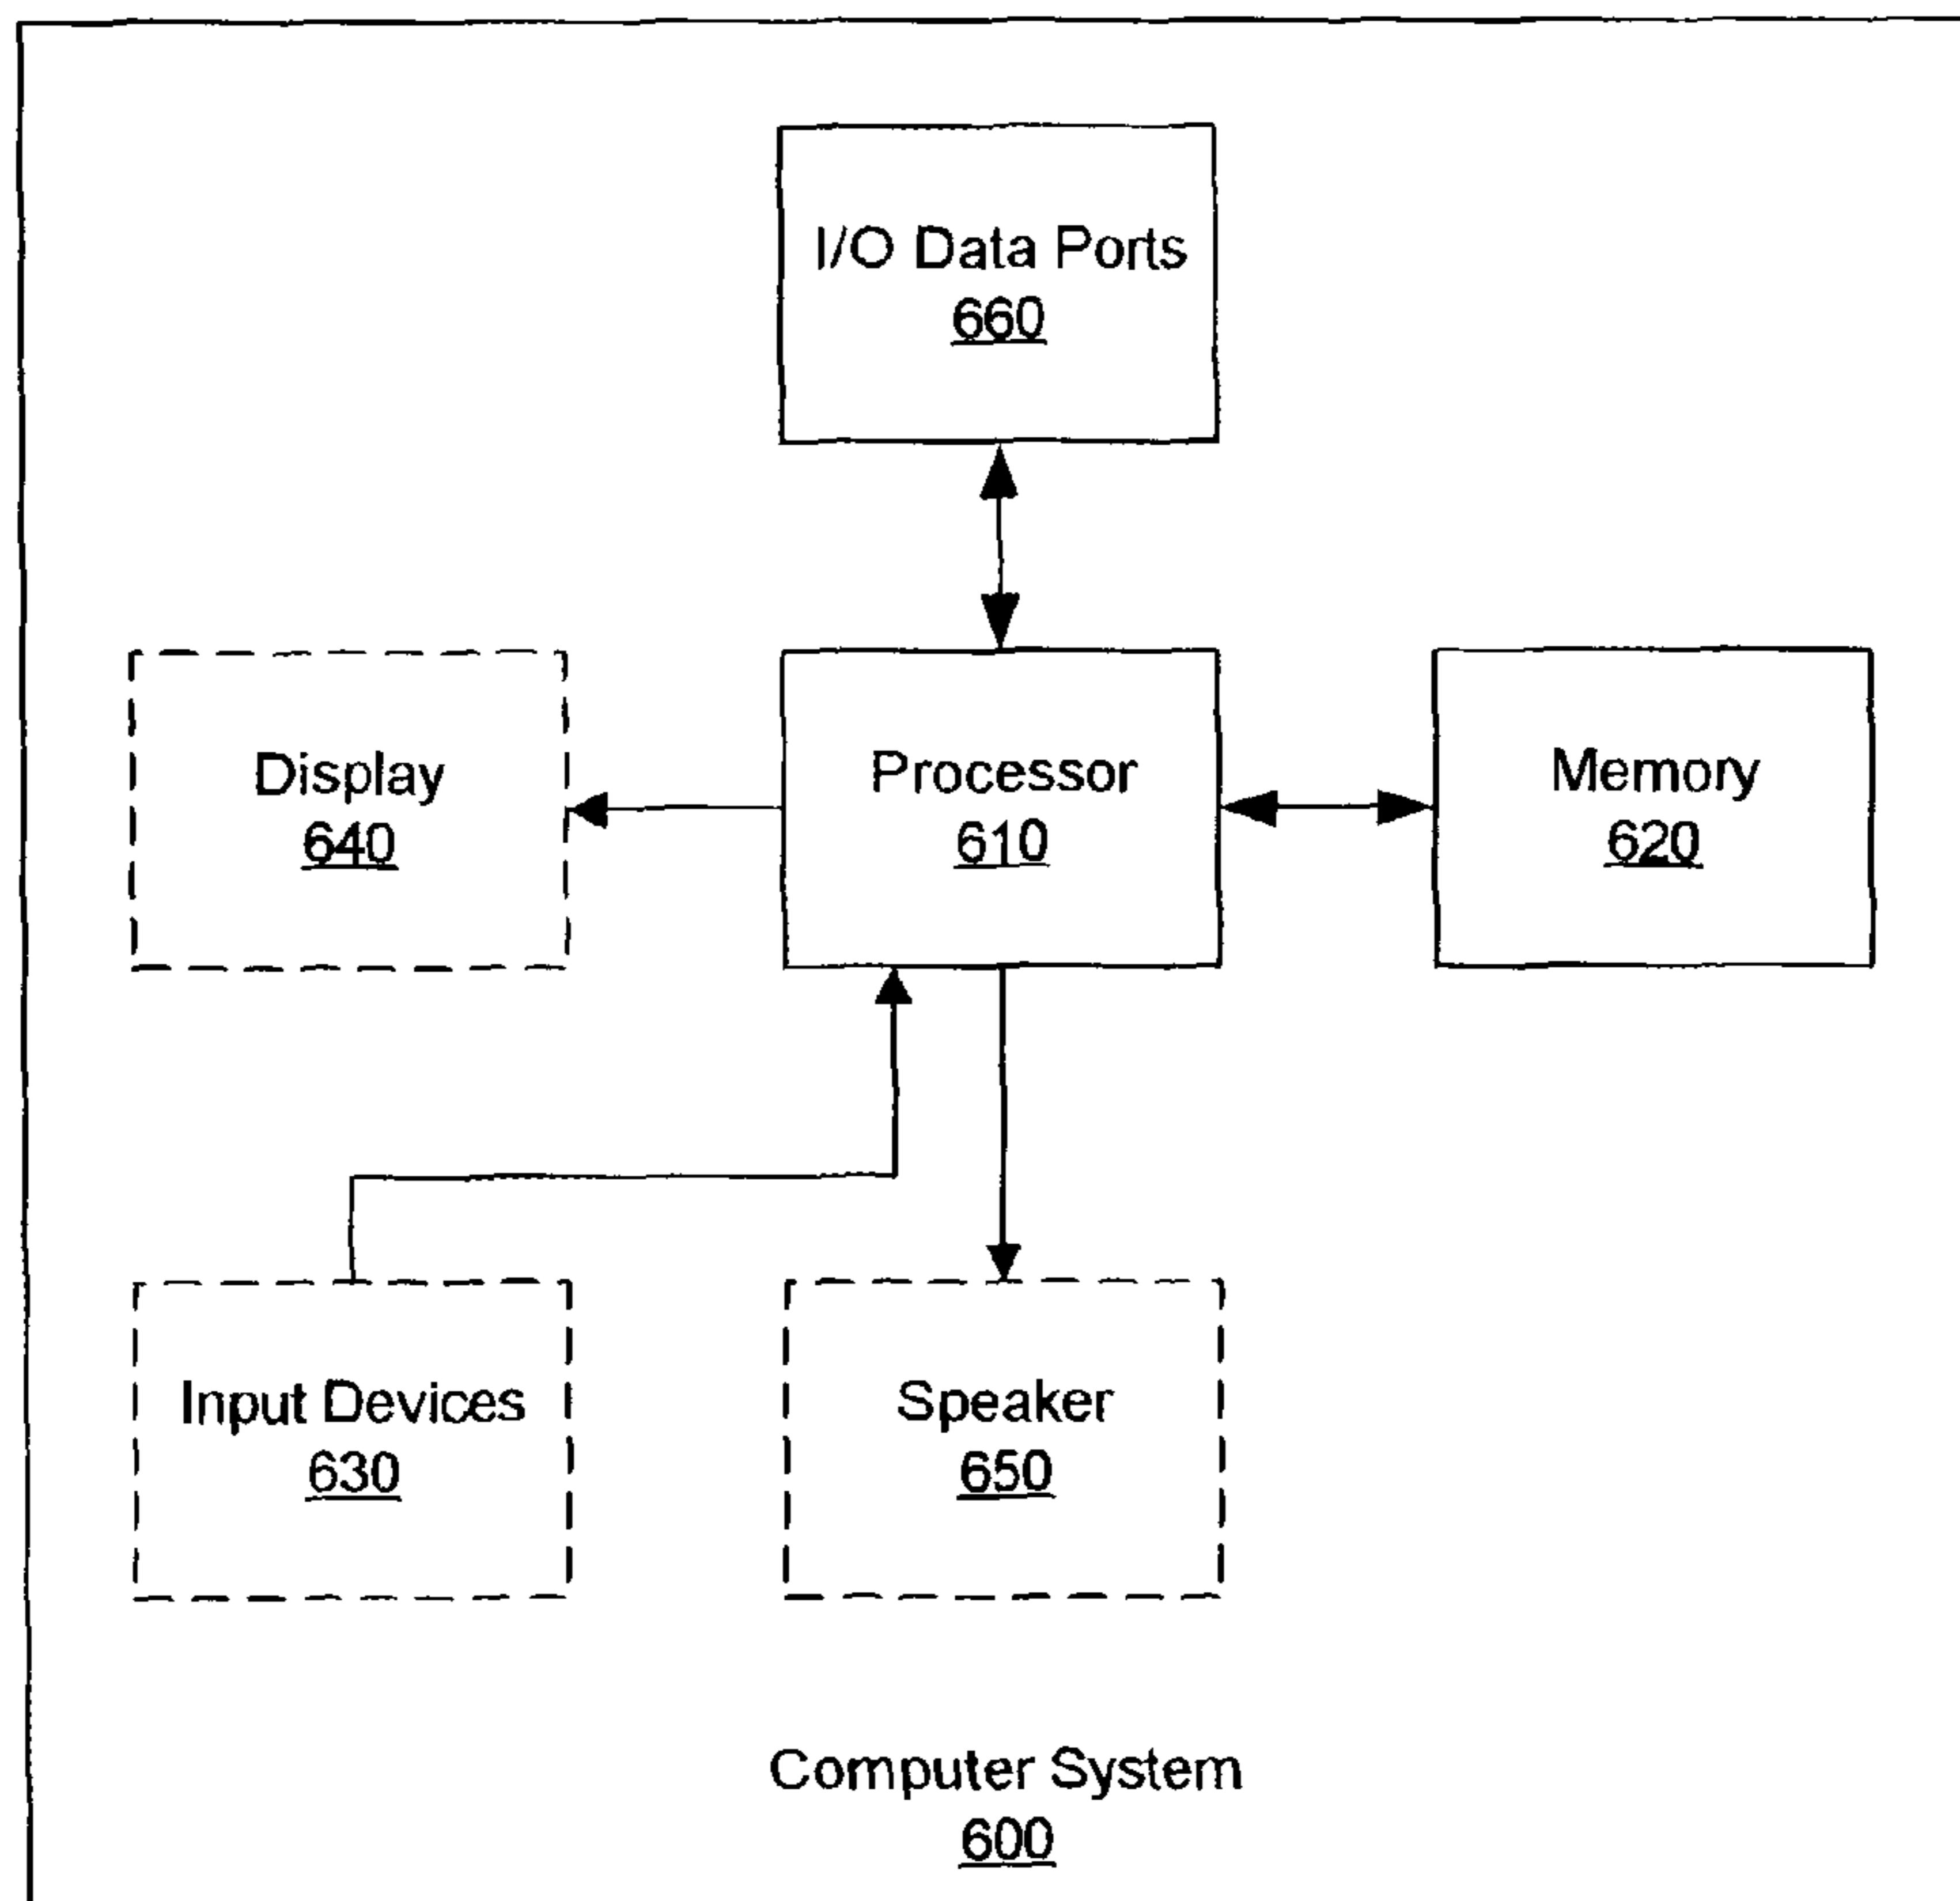 I/O Data Ports
660
Display
640
Processor
610
Memory
620
Input Devices
630
Speaker
650
Computer System
600